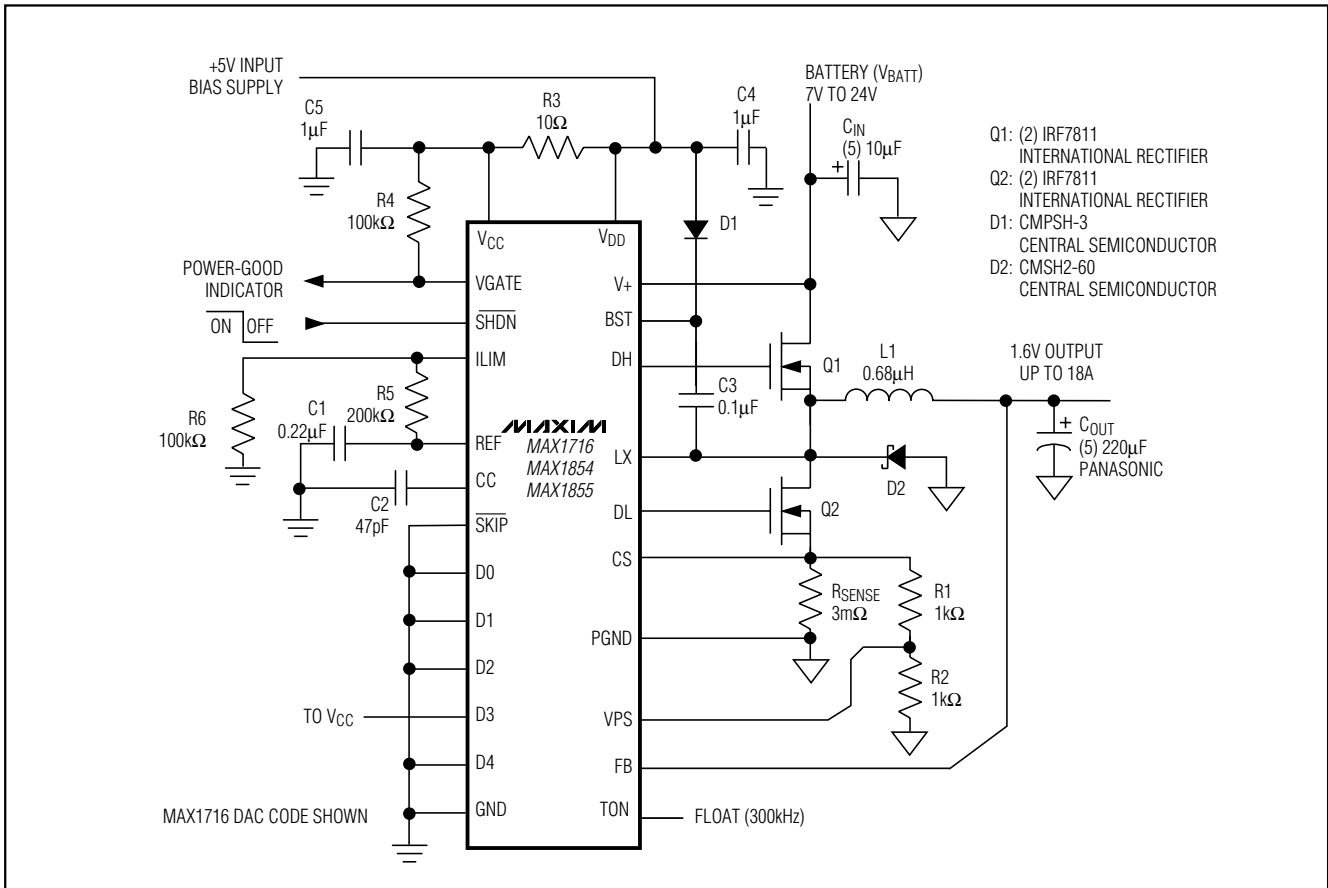 +5V INPUT
BIAS SUPPLY
BATTERY (VBATT)
7V TO 24V
C5
1µF
R3
10Ω
C4
1µF
CIN
(5) 10µF
+
Q1: (2) IRF7811
INTERNATIONAL RECTIFIER
Q2: (2) IRF7811
INTERNATIONAL RECTIFIER
D1: CMPSH-3
CENTRAL SEMICONDUCTOR
D2: CMSH2-60
CENTRAL SEMICONDUCTOR
R4
100kΩ
D1
VCC
VDD
POWER-GOOD
INDICATOR
VGATE
V+
ON
OFF
SHDN
BST
ILIM
DH
Q1
L1
0.68µH
1.6V OUTPUT
UP TO 18A
R6
100kΩ
C1
0.22µF
R5
200kΩ
C3
0.1µF
REF
MAXIM
MAX1716
MAX1854
MAX1855
LX
D2
+
COUT
(5) 220µF
PANASONIC
CC
C2
47pF
DL
Q2
SKIP
CS
D0
RSENSE
3mΩ
R1
1kΩ
D1
PGND
D2
R2
1kΩ
TO VCC
D3
VPS
D4
FB
MAX1716 DAC CODE SHOWN
GND
TON
FLOAT (300kHz)